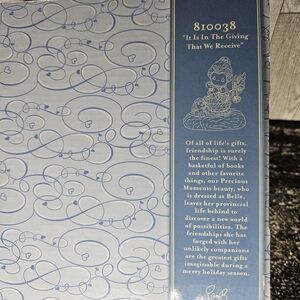 810038
"It Is In The Giving
That We Receive"
Of all of life's gifts,
friendship is surely
the finest! With a
basketful of books
and other favorite
things, our Precious
Moments beauty, who
is dressed as Belle,
leaves her provincial
life behind to
discover a new world
of possibilities. The
friendships she has
forged with her
unlikely companions
are the greatest gifts
imaginable during a
merry holiday season.